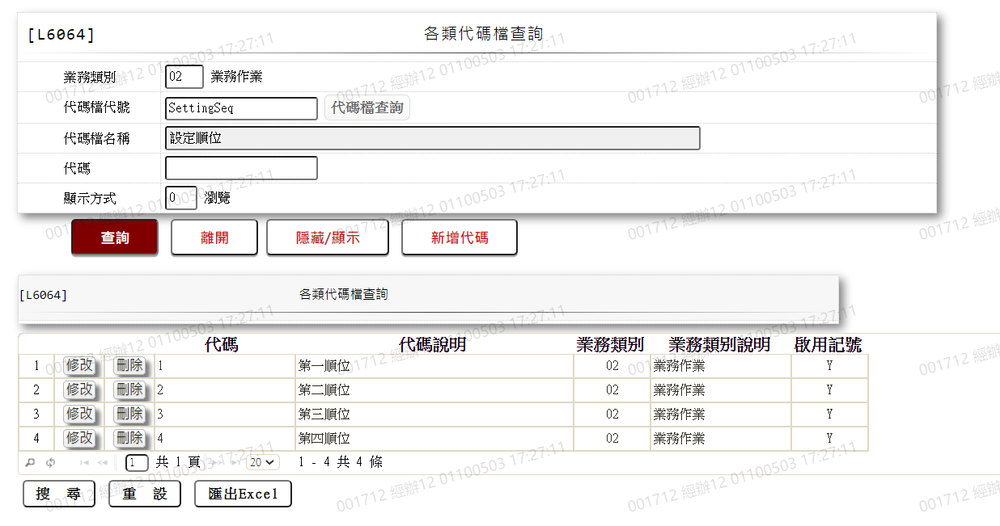 [L6064] 各類代碼檔查詢
業務類別 02 業務作業
代碼檔代號 SettingSeq 代碼檔查詢
代碼檔名稱 設定順位
代碼
顯示方式 0 瀏覽
查詢 離開 隱藏/顯示 新增代碼
[L6064] 各類代碼檔查詢
代碼 代碼說明 業務類別 業務類別說明 啟用記號
1 修改 刪除 1 第一順位 02 業務作業 Y
2 修改 刪除 2 第二順位 02 業務作業 Y
3 修改 刪除 3 第三順位 02 業務作業 Y
4 修改 刪除 4 第四順位 02 業務作業 Y
1 共 1 頁 20 1 - 4 共 4 條
搜 尋 重 設 匯出Excel
001712 經辦12 01100503 17:27:11